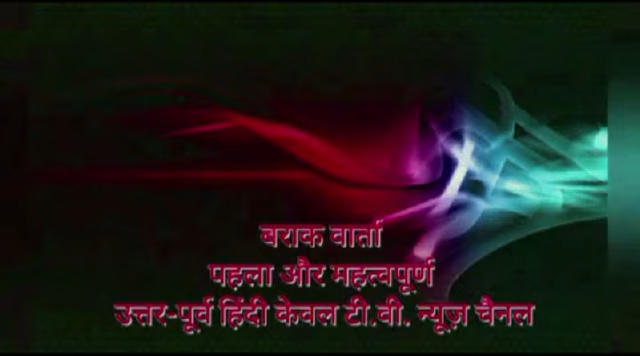 बराक वार्ता
पहला और महत्वपूर्ण
उत्तर-पूर्व हिंदी केवल टी.वी. न्यूज़ चैनल